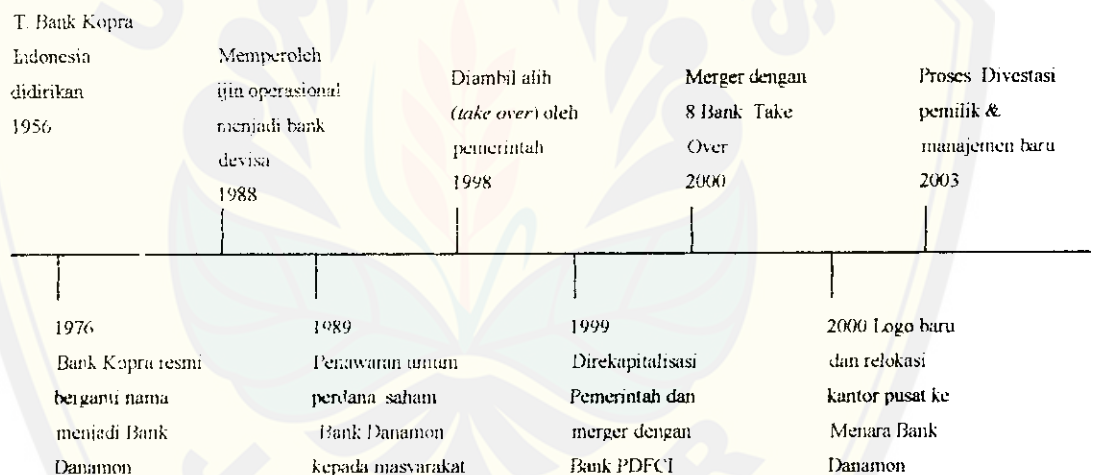 T. Bank Kopra
Indonesia
didirikan
1956
Memperoleh
ijin operasional
menjadi bank
devisa
1988
Diambil alih
(take over) oleh
pemerintah
1998
Merger dengan
8 Bank Take
Over
2000
Proses Divestasi
pemilik &
manajemen baru
2003
1976
Bank Kopra resmi
berganti nama
menjadi Bank
Danamon
1989
Penawaran umum
perdana saham
Bank Danamon
kepada masyarakat
1999
Direkapitalisasi
Pemerintah dan
merger dengan
Bank PDFCI
2000 Logo baru
dan relokasi
kantor pusat ke
Menara Bank
Danamon